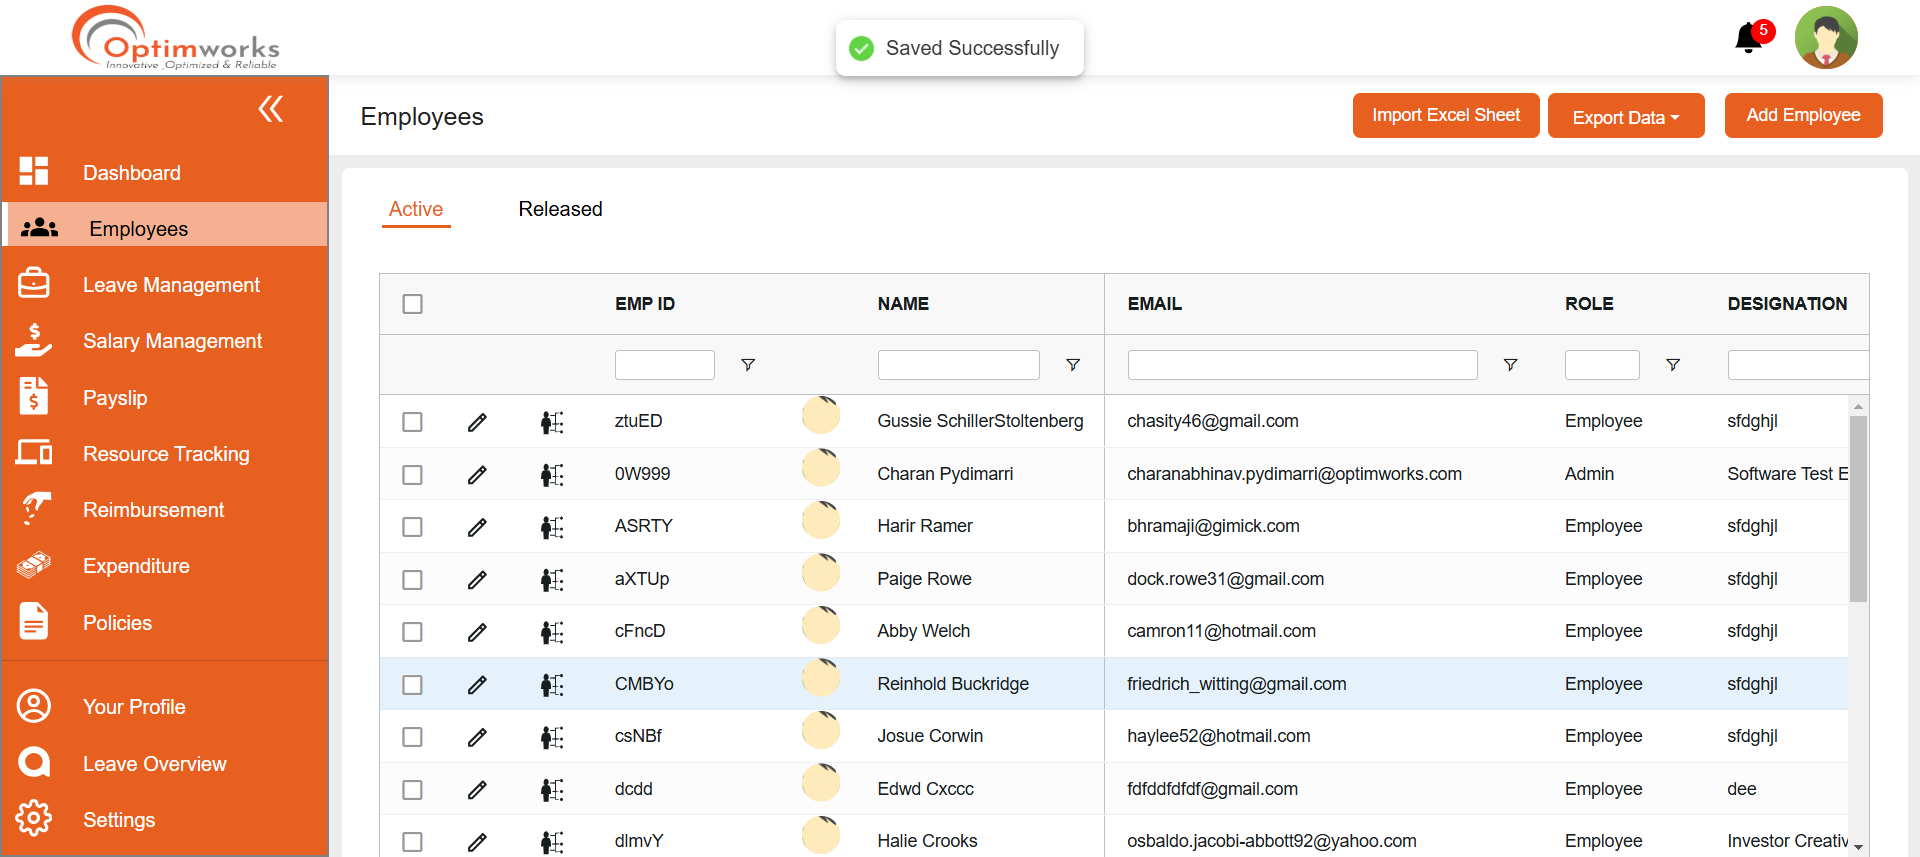 Optimworks
Innovative ,Optimized & Reliable
Saved Successfully
5
Employees
Import Excel Sheet
Export Data
Add Employee
Dashboard
Employees
Leave Management
Salary Management
Payslip
Resource Tracking
Reimbursement
Expenditure
Policies
Your Profile
Leave Overview
Settings
Active
Released
EMP ID NAME EMAIL ROLE DESIGNATION
ztuED Gussie SchillerStoltenberg chasity46@gmail.com Employee sfdghjl
0W999 Charan Pydimarri charanabhinav.pydimarri@optimworks.com Admin Software Test E
ASRTY Harir Ramer bhramaji@gimick.com Employee sfdghjl
aXTUp Paige Rowe dock.rowe31@gmail.com Employee sfdghjl
cFncD Abby Welch camron11@hotmail.com Employee sfdghjl
CMBYo Reinhold Buckridge friedrich_witting@gmail.com Employee sfdghjl
csNBf Josue Corwin haylee52@hotmail.com Employee sfdghjl
dcdd Edwd Cxccc fdfddfdfdf@gmail.com Employee dee
dlmvY Halie Crooks osbaldo.jacobi-abbott92@yahoo.com Employee Investor Creativ